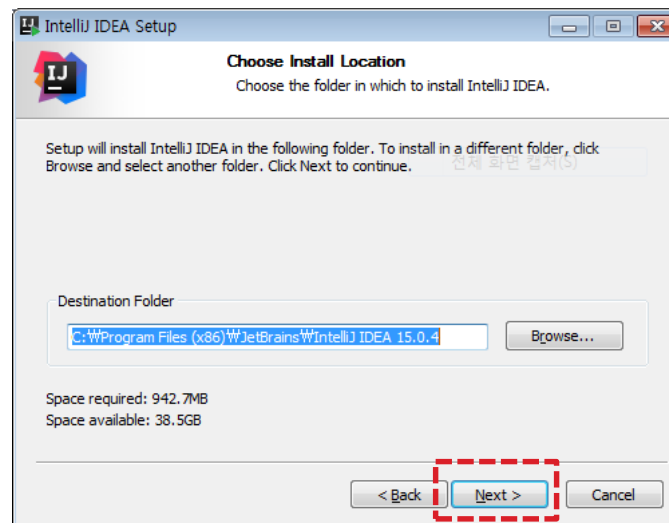 IntelliJ IDEA Setup
IJ
Choose Install Location
Choose the folder in which to install IntelliJ IDEA.
Setup will install IntelliJ IDEA in the following folder. To install in a different folder, click
Browse and select another folder. Click Next to continue.
전체 화면 캡처(S)
Destination Folder
C:₩Program Files (x86)₩JetBrains₩IntelliJ IDEA 15.0.4
Browse...
Space required: 942.7MB
Space available: 38.5GB
< Back
Next >
Cancel